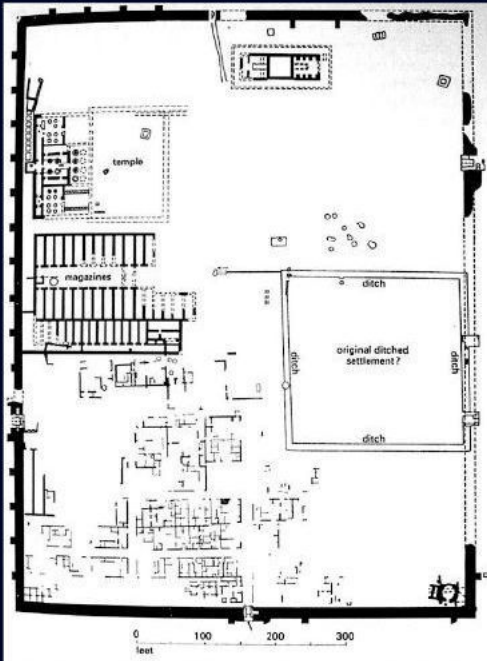 temple
magazines
ditch
original ditched
settlement?
ditch
ditch
ditch
0 100 200 300
feet